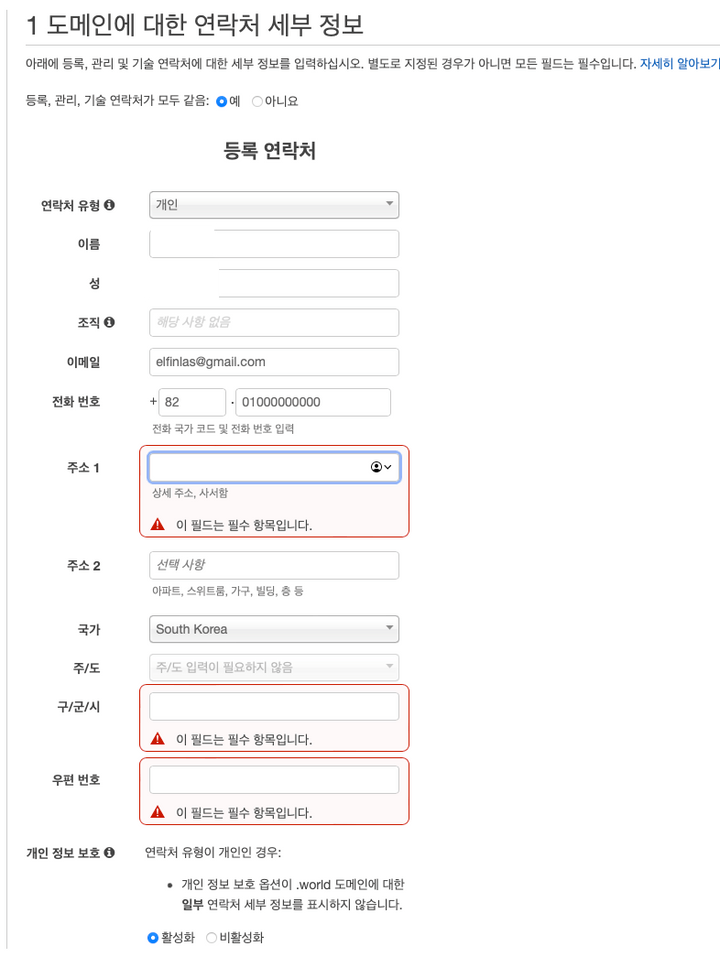 1 도메인에 대한 연락처 세부 정보
아래에 등록, 관리 및 기술 연락처에 대한 세부 정보를 입력하십시오. 별도로 지정된 경우가 아니면 모든 필드는 필수입니다. 자세히 알아보기
등록, 관리, 기술 연락처가 모두 같음: 예 아니요
등록 연락처
연락처 유형 개인
이름
성
조직 해당 사항 없음
이메일 elfinlas@gmail.com
전화 번호 + 82 . 01000000000
전화 국가 코드 및 전화 번호 입력
주소 1
상세 주소, 사서함
이 필드는 필수 항목입니다.
주소 2 선택 사항
아파트, 스위트룸, 가구, 빌딩, 층 등
국가 South Korea
주/도 주/도 입력이 필요하지 않음
구/군/시
이 필드는 필수 항목입니다.
우편 번호
이 필드는 필수 항목입니다.
개인 정보 보호 연락처 유형이 개인인 경우:
• 개인 정보 보호 옵션이 .world 도메인에 대한
일부 연락처 세부 정보를 표시하지 않습니다.
활성화 비활성화